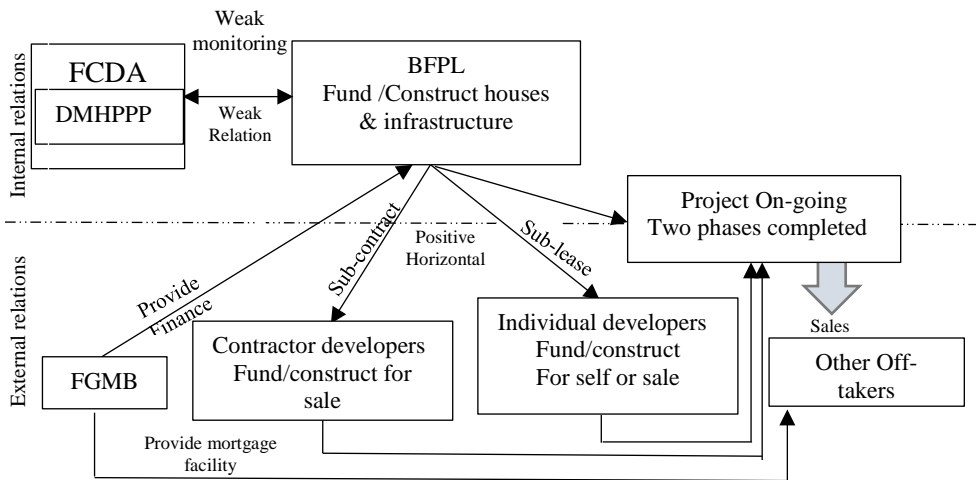 Weak
monitoring
FCDA
DMHPPP
Weak
Relation
BFPL
Fund /Construct houses
& infrastructure
Internal relations
Project On-going
Two phases completed
Sub-contract
Positive
Horizontal
Sub-lease
External relations
Provide
Finance
Sales
FGMB
Contractor developers
Fund/construct for
sale
Individual developers
Fund/construct
For self or sale
Other Off-
takers
Provide mortgage
facility